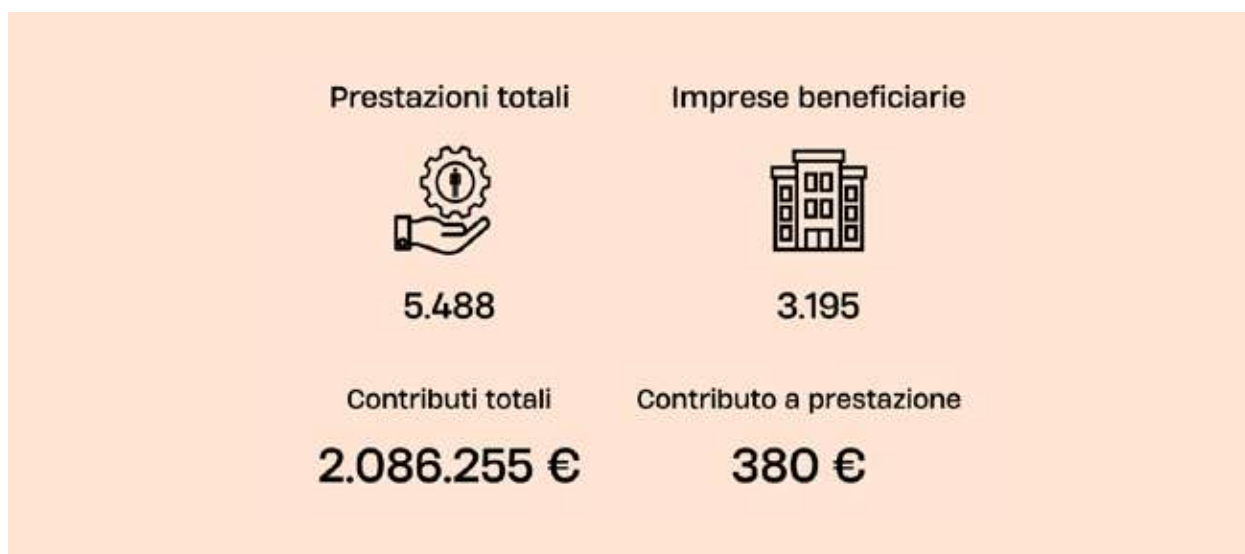 Prestazioni totali
Imprese beneficiarie
5.488
3.195
Contributi totali
Contributo a prestazione
2.086.255 €
380 €